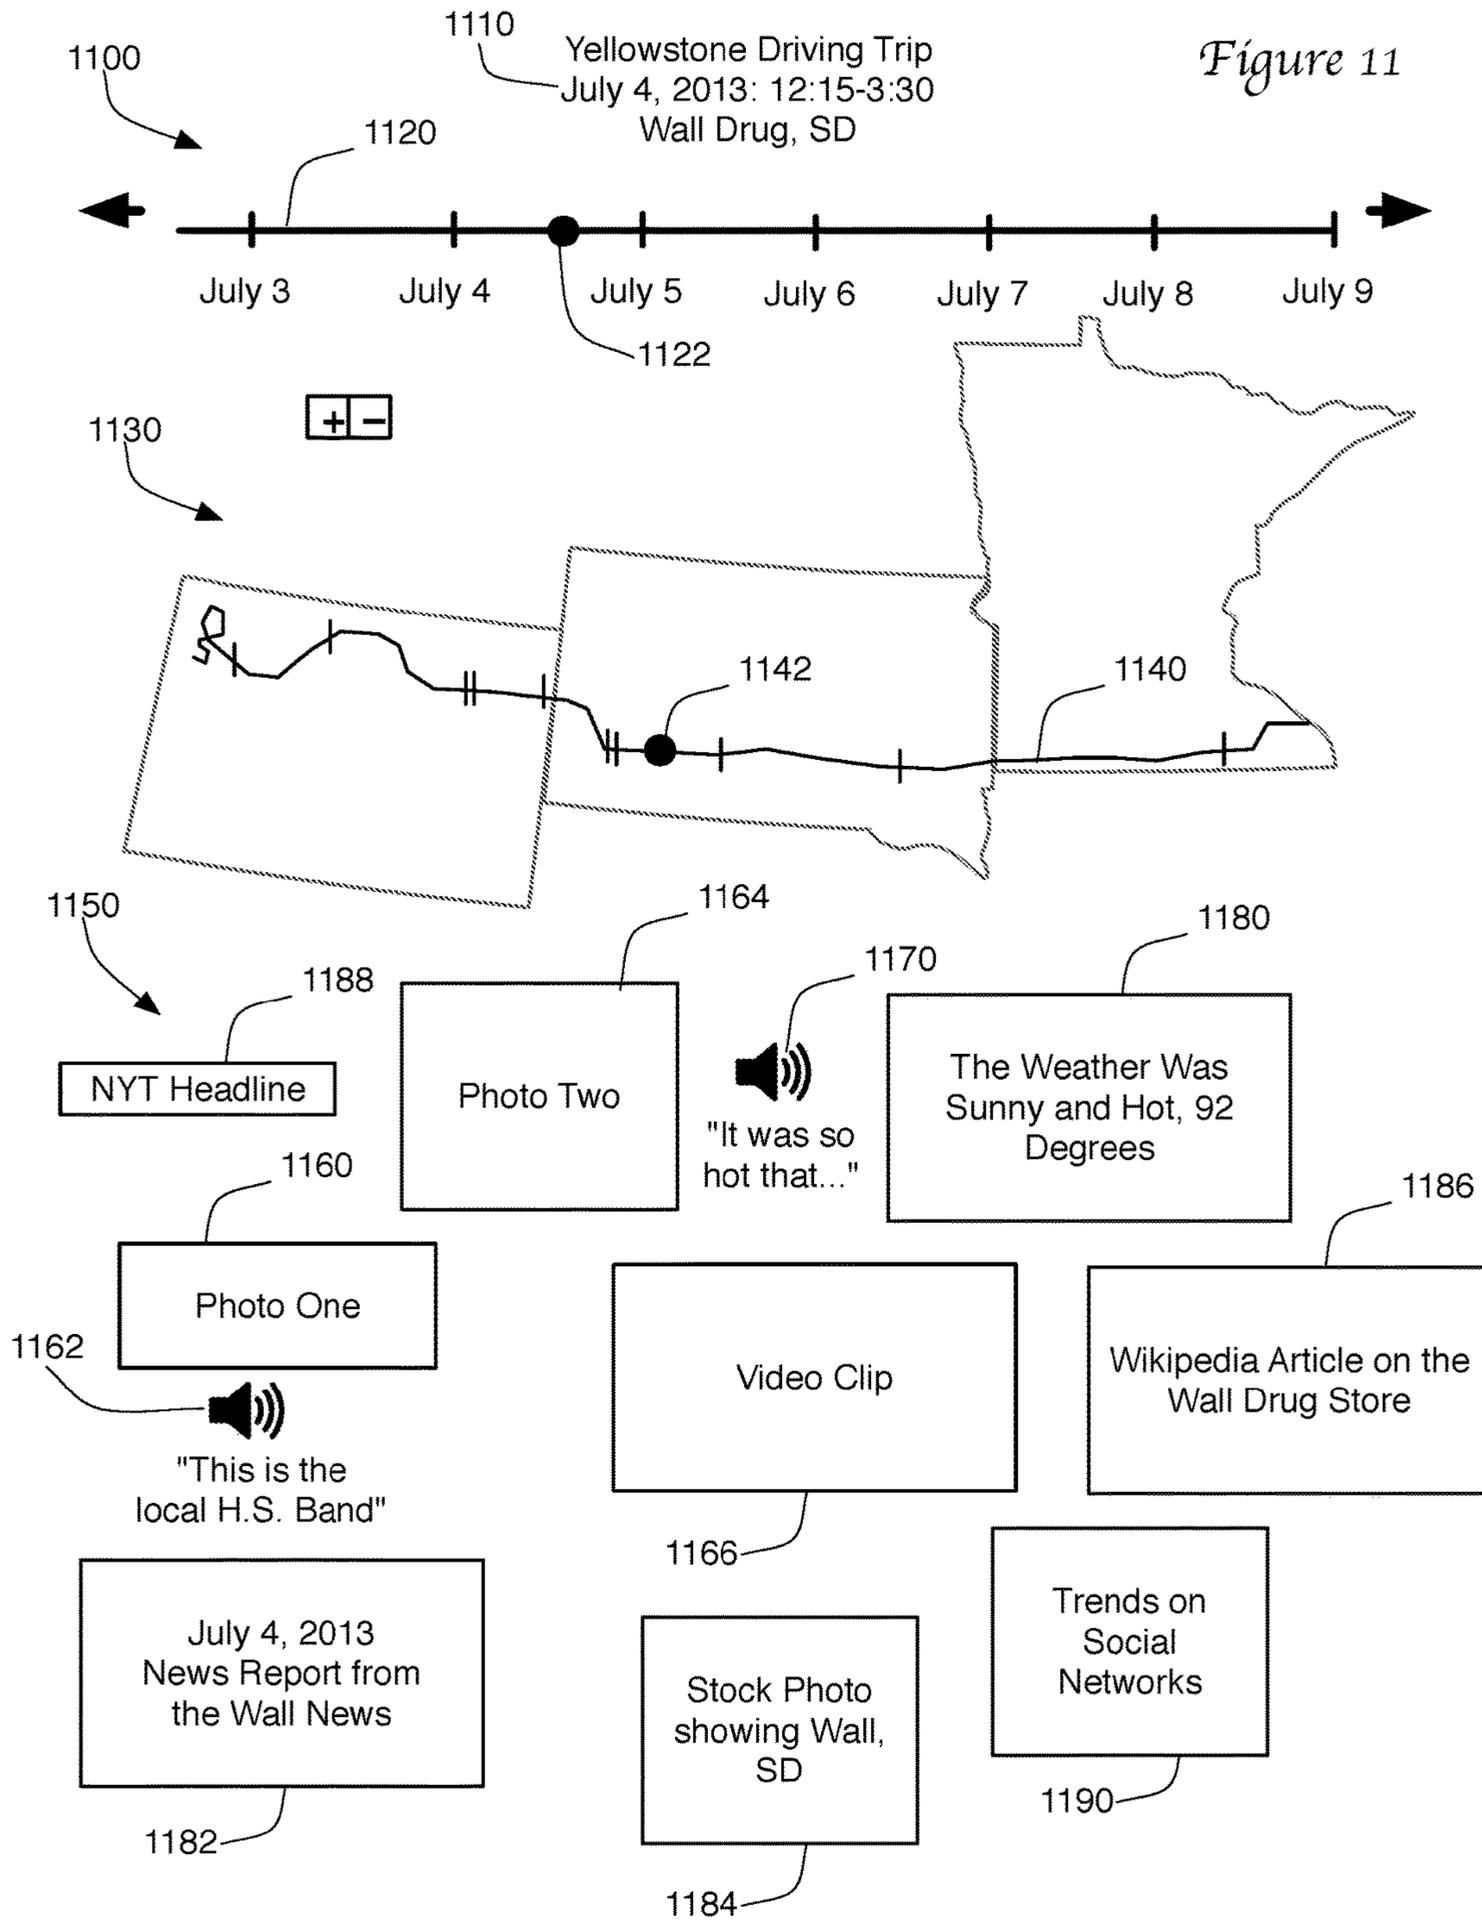 1110
Yellowstone Driving Trip
Figure 11
1100
July 4, 2013: 12:15-3:30
Wall Drug, SD
1120
July 3
July 4
July 5
July 6
July 7
July 8
July 9
1122
+
−
1130
1142
1140
1150
1164
1180
1188
1170
NYT Headline
Photo Two
"It was so
hot that..."
The Weather Was
Sunny and Hot, 92
Degrees
1160
1186
Photo One
1162
Video Clip
Wikipedia Article on the
Wall Drug Store
"This is the
local H.S. Band"
1166
July 4, 2013
News Report from
the Wall News
Stock Photo
showing Wall,
SD
Trends on
Social
Networks
1182
1184
1190